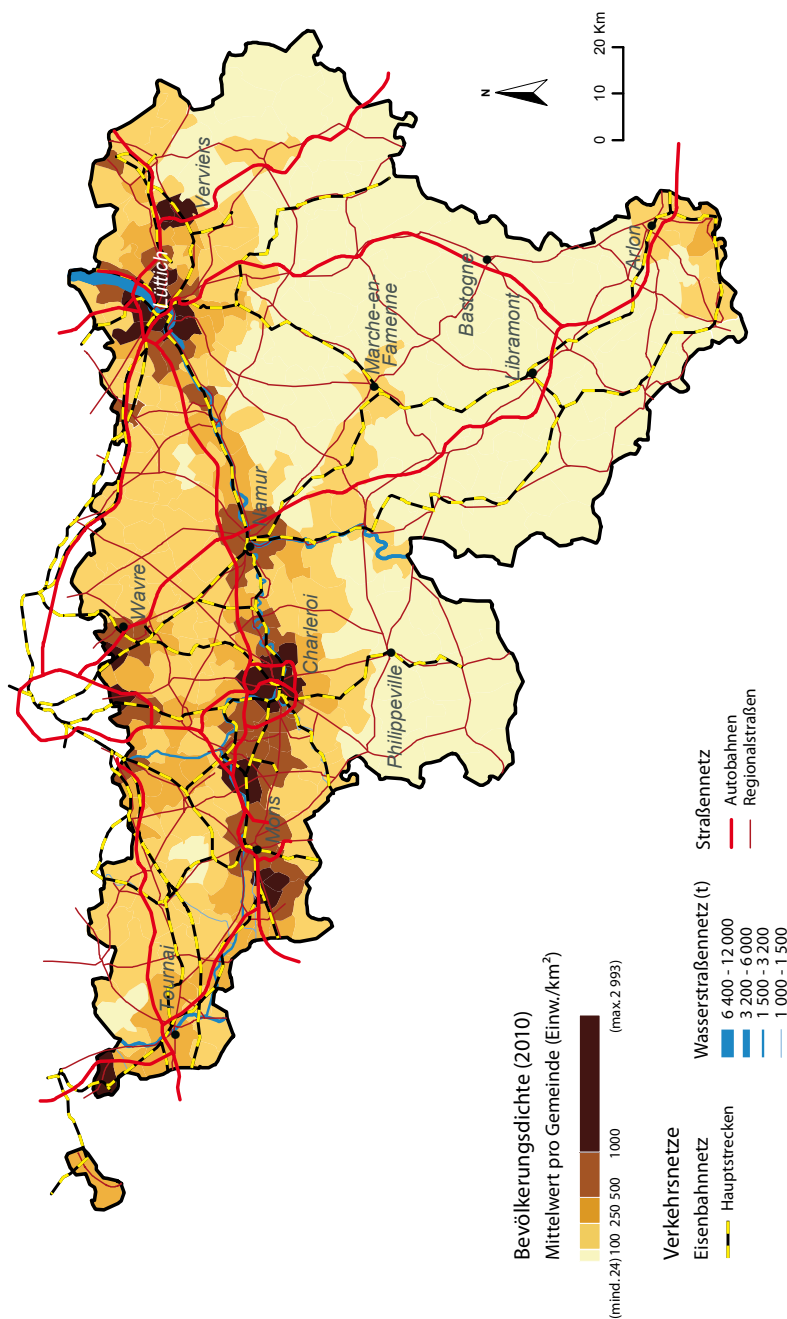 Tournai
Mons
Charleroi
Wavre
Namur
Lüttich
Verviers
Philippeville
Marche-en-
Famenne
Bastogne
Libramont
Arlon
N
0 10 20 Km
Bevölkerungsdichte (2010)
Mittelwert pro Gemeinde (Einw./km²)
(mind. 24) 100 250 500 1000 (max. 2 993)
Verkehrsnetze
Eisenbahnnetz
Hauptstrecken
Wasserstraßennetz (t)
6 400 - 12 000
3 200 - 6 000
1 500 - 3 200
1 000 - 1 500
Straßennetz
Autobahnen
Regionalstraßen